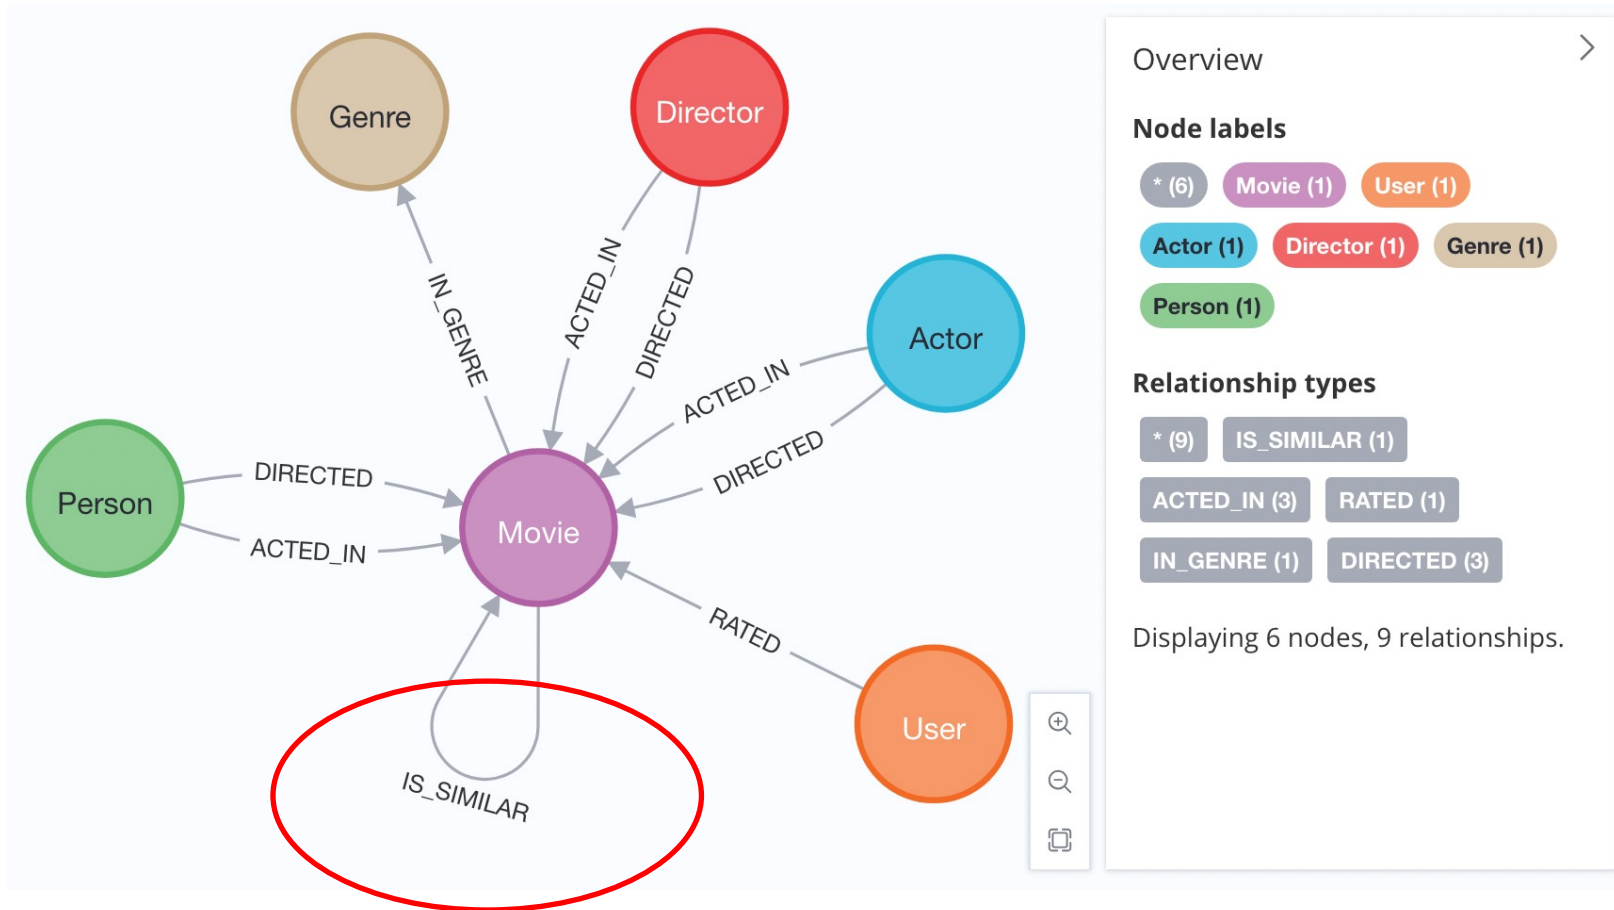 Genre
Director
IN_GENRE
ACTED_IN
DIRECTED
Actor
ACTED_IN
DIRECTED
Person
DIRECTED
ACTED_IN
Movie
RATED
User
IS_SIMILAR
Overview
Node labels
* (6) Movie (1) User (1)
Actor (1) Director (1) Genre (1)
Person (1)
Relationship types
* (9) IS_SIMILAR (1)
ACTED_IN (3) RATED (1)
IN_GENRE (1) DIRECTED (3)
Displaying 6 nodes, 9 relationships.